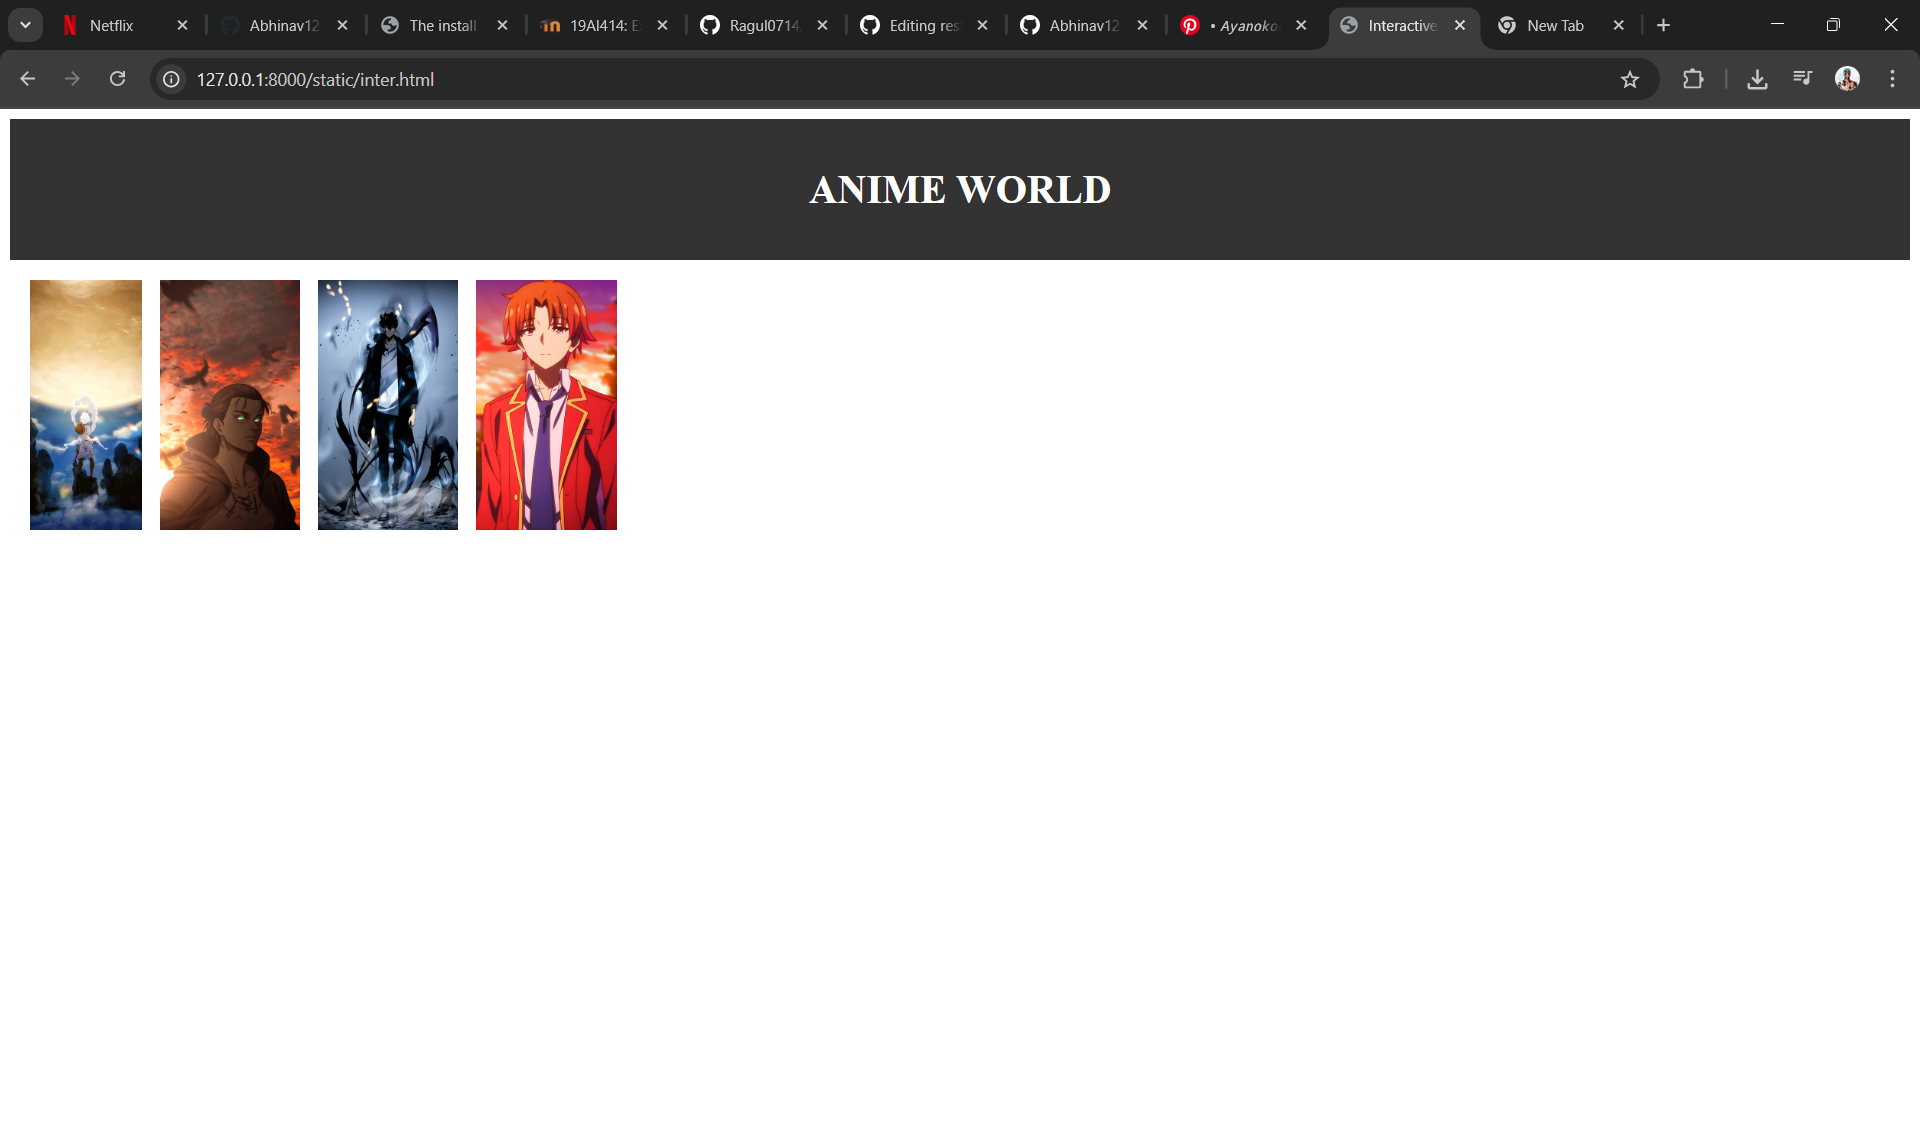 Netflix
Abhinav12
The install
19AI414: E
Ragul0714
Editing res
Abhinav12
• Ayanoko
Interactive
New Tab
127.0.0.1:8000/static/inter.html
ANIME WORLD